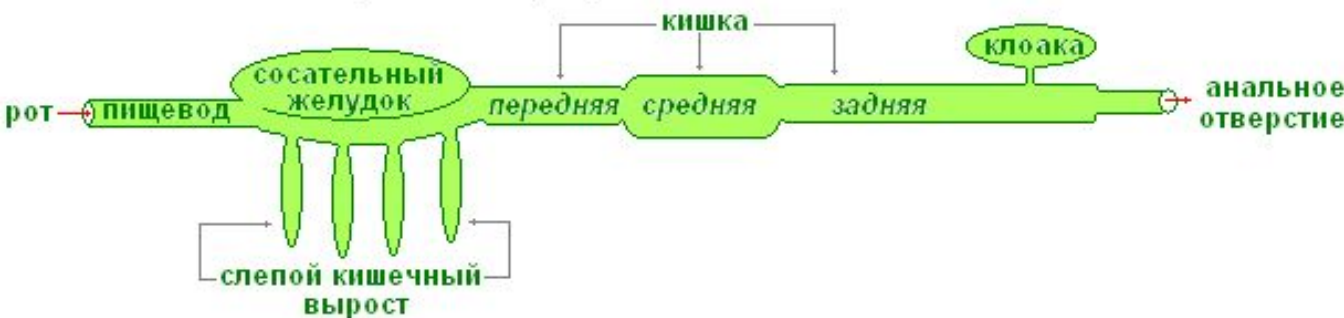 кишка
клоака
сосательный
желудок
рот
пищевод
передняя
средняя
задняя
анальное
отверстие
слепой кишечный
вырост